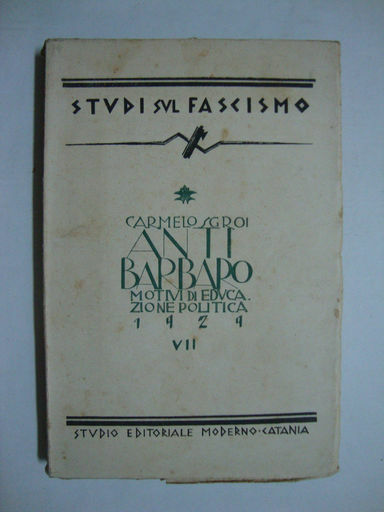 STVDI SVL FASCISMO
CARMELO SGROI
ANTI
BARBARO
MOTIVI DI EDVCA-
ZIONE POLITICA
1929
VII
STVDIO EDITORIALE MODERNO·CATANIA